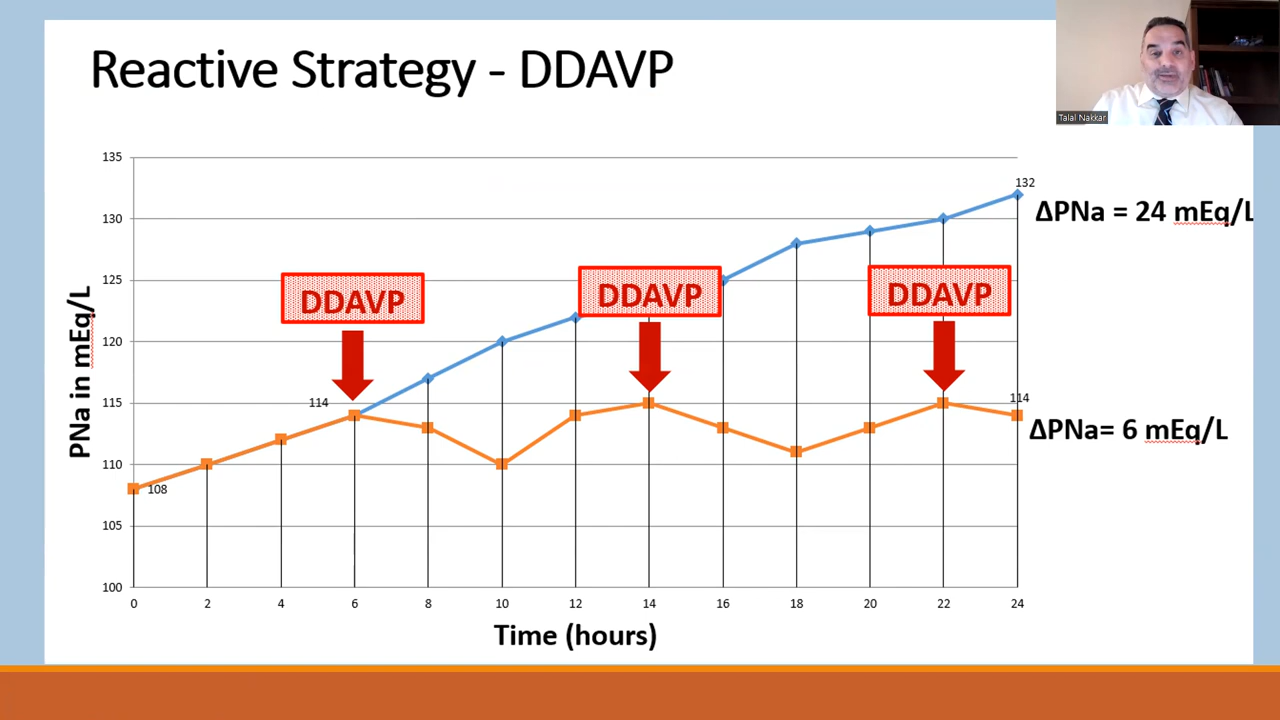 Reactive Strategy - DDAVP
Talal Nakkar
135
130
125
120
115
110
105
100
PNa in mEq/L
132
ΔPNa = 24 mEq/L
DDAVP
DDAVP
DDAVP
114
114
ΔPNa= 6 mEq/L
108
0 2 4 6 8 10 12 14 16 18 20 22 24
Time (hours)